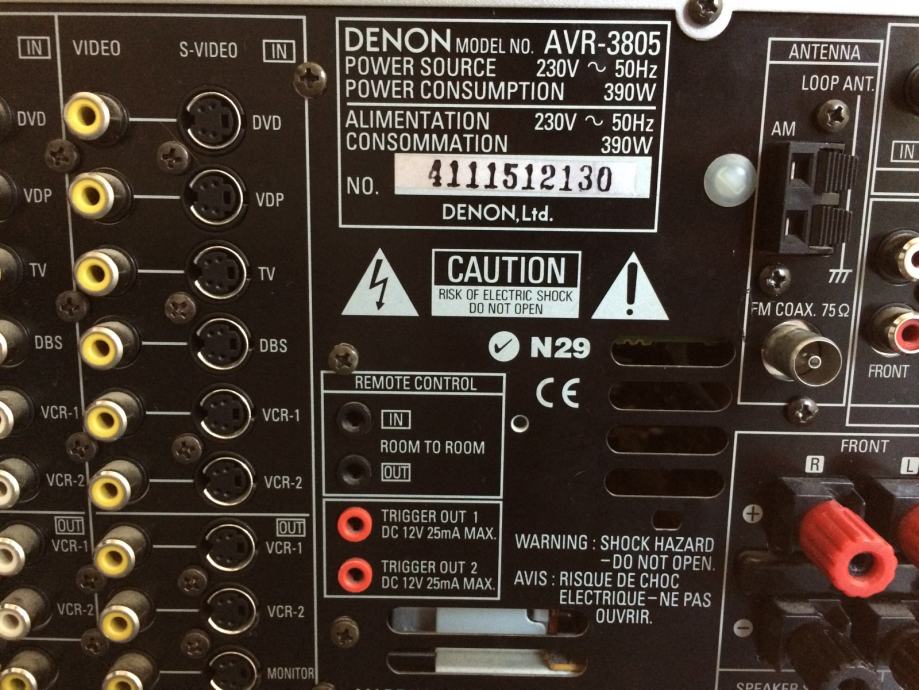 IN
VIDEO
S-VIDEO
IN
DVD
DVD
VDP
VDP
TV
TV
DBS
DBS
VCR-1
VCR-1
VCR-2
VCR-2
OUT
OUT
VCR-1
VCR-1
VCR-2
VCR-2
MONITOR
DENON MODEL NO. AVR-3805
POWER SOURCE 230V ~ 50Hz
POWER CONSUMPTION 390W
ALIMENTATION 230V ~ 50Hz
CONSOMMATION 390W
NO. 4111512130
DENON, Ltd.
CAUTION
RISK OF ELECTRIC SHOCK
DO NOT OPEN
N29
CE
REMOTE CONTROL
IN
ROOM TO ROOM
OUT
TRIGGER OUT 1
DC 12V 25mA MAX.
TRIGGER OUT 2
DC 12V 25mA MAX.
WARNING : SHOCK HAZARD
–DO NOT OPEN.
AVIS : RISQUE DE CHOC
ELECTRIQUE–NE PAS
OUVRIR.
ANTENNA
LOOP ANT.
AM
FM COAX. 75Ω
IN
FRONT
FRONT
R
L
+
−
SPEAKER